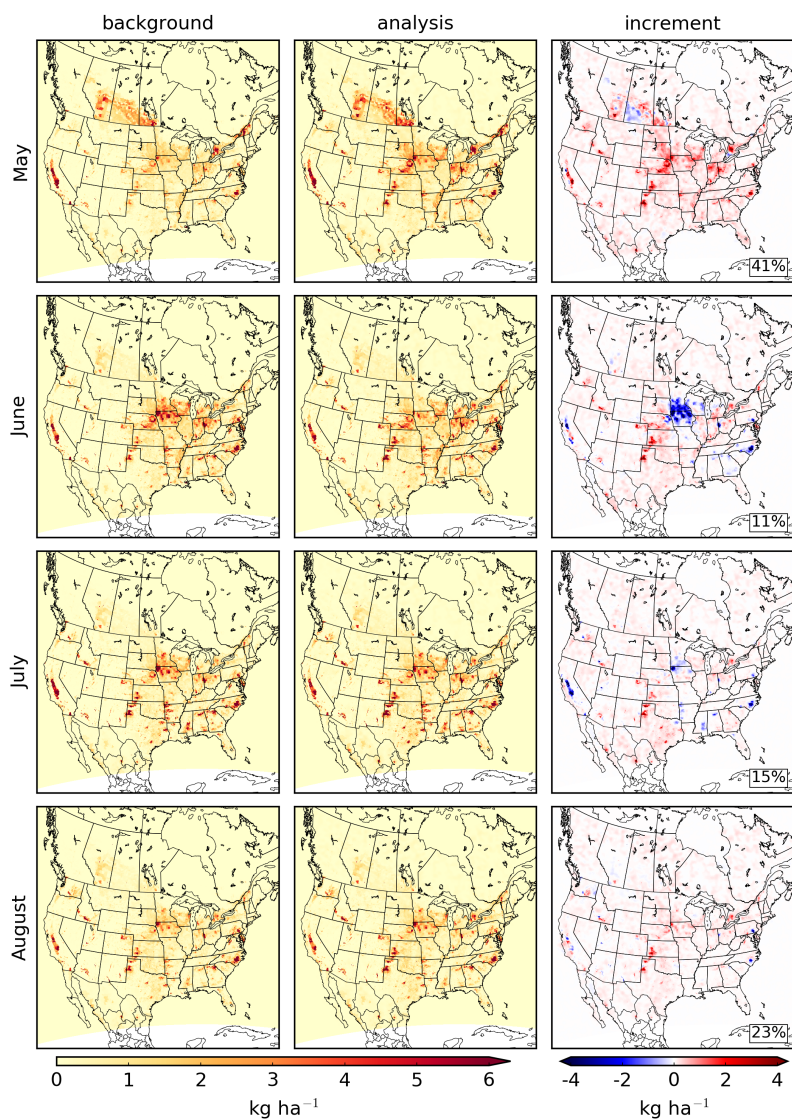 background analysis increment
May
41%
June
11%
July
15%
August
23%
0 1 2 3 4 5 6
kg ha⁻¹
-4 -2 0 2 4
kg ha⁻¹